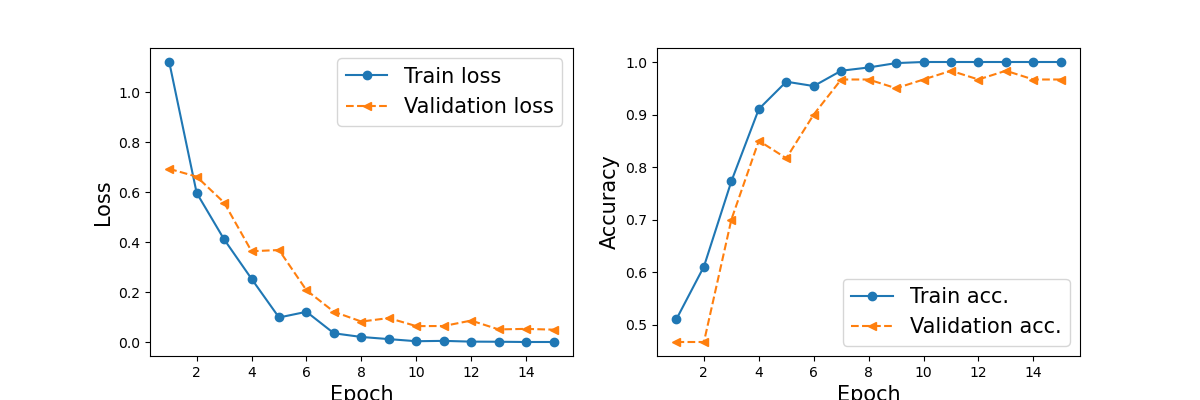 Train loss
Validation loss
1.0
0.8
0.6
0.4
0.2
0.0
Loss
2 4 6 8 10 12 14
Epoch
1.0
0.9
0.8
0.7
0.6
0.5
Accuracy
Train acc.
Validation acc.
2 4 6 8 10 12 14
Epoch